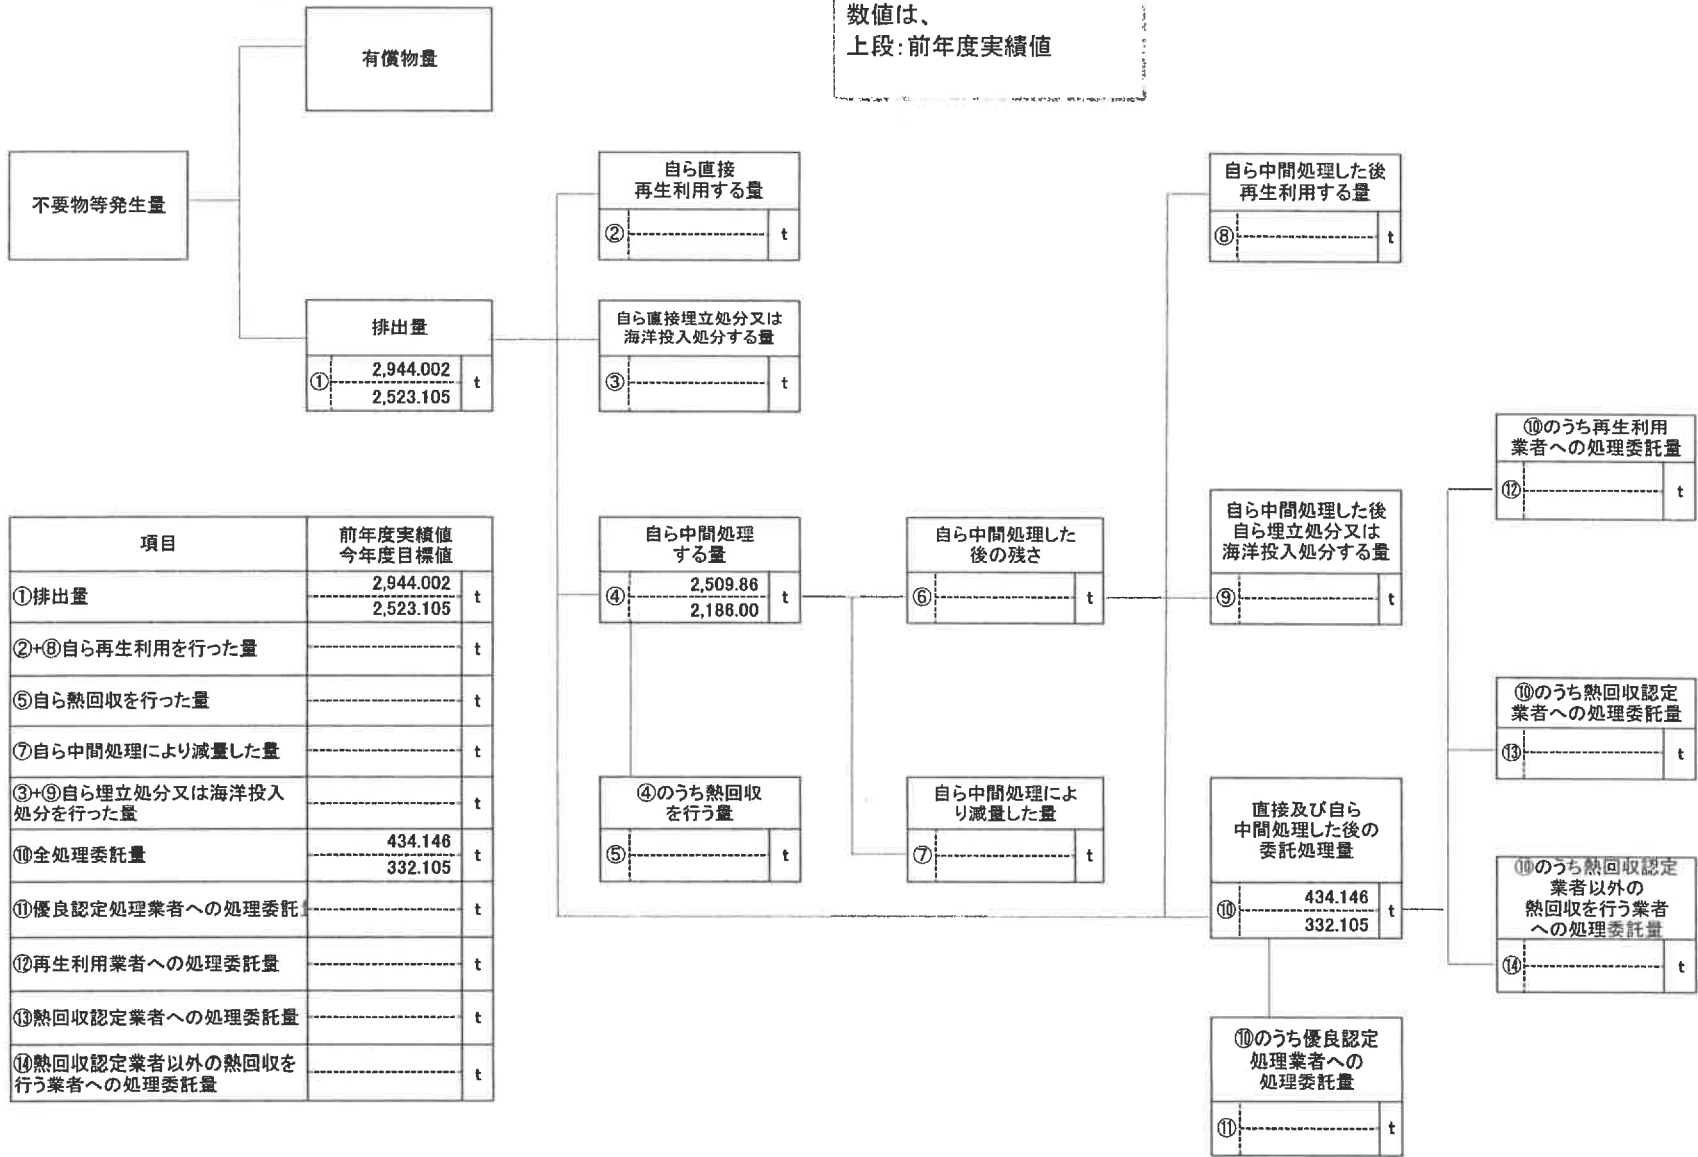 数値は、
上段:前年度実績値
有償物量
不要物等発生量
排出量
① 2,944.002 t
2,523.105
自ら直接
再生利用する量
② t
自ら直接埋立処分又は
海洋投入処分する量
③ t
自ら中間処理
する量
④ 2,509.86 t
2,186.00
④のうち熱回収
を行う量
⑤ t
自ら中間処理した
後の残さ
⑥ t
自ら中間処理によ
り減量した量
⑦ t
自ら中間処理した後
再生利用する量
⑧ t
自ら中間処理した後
自ら埋立処分又は
海洋投入処分する量
⑨ t
直接及び自ら
中間処理した後の
委託処理量
⑩ 434.146 t
332.105
⑩のうち優良認定
処理業者への
処理委託量
⑪ t
⑩のうち再生利用
業者への処理委託量
⑫ t
⑩のうち熱回収認定
業者への処理委託量
⑬ t
⑩のうち熱回収認定
業者以外の
熱回収を行う業者
への処理委託量
⑭ t
項目 前年度実績値
今年度目標値
①排出量 2,944.002 t
2,523.105
②+⑧自ら再生利用を行った量 t
⑤自ら熱回収を行った量 t
⑦自ら中間処理により減量した量 t
③+⑨自ら埋立処分又は海洋投入
処分を行った量 t
⑩全処理委託量 434.146 t
332.105
⑪優良認定処理業者への処理委託 t
⑫再生利用業者への処理委託量 t
⑬熱回収認定業者への処理委託量 t
⑭熱回収認定業者以外の熱回収を
行う業者への処理委託量 t